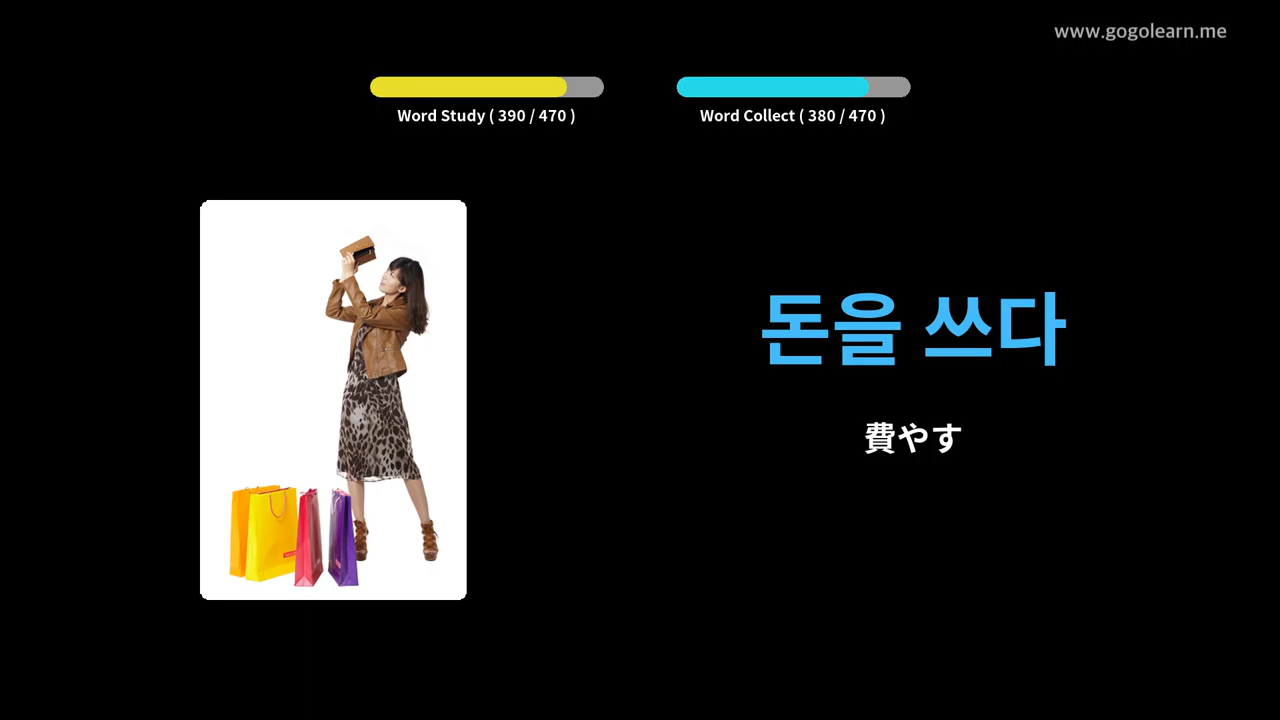 www.gogolearn.me
Word Study ( 390 / 470 )
Word Collect ( 380 / 470 )
돈을 쓰다
費やす